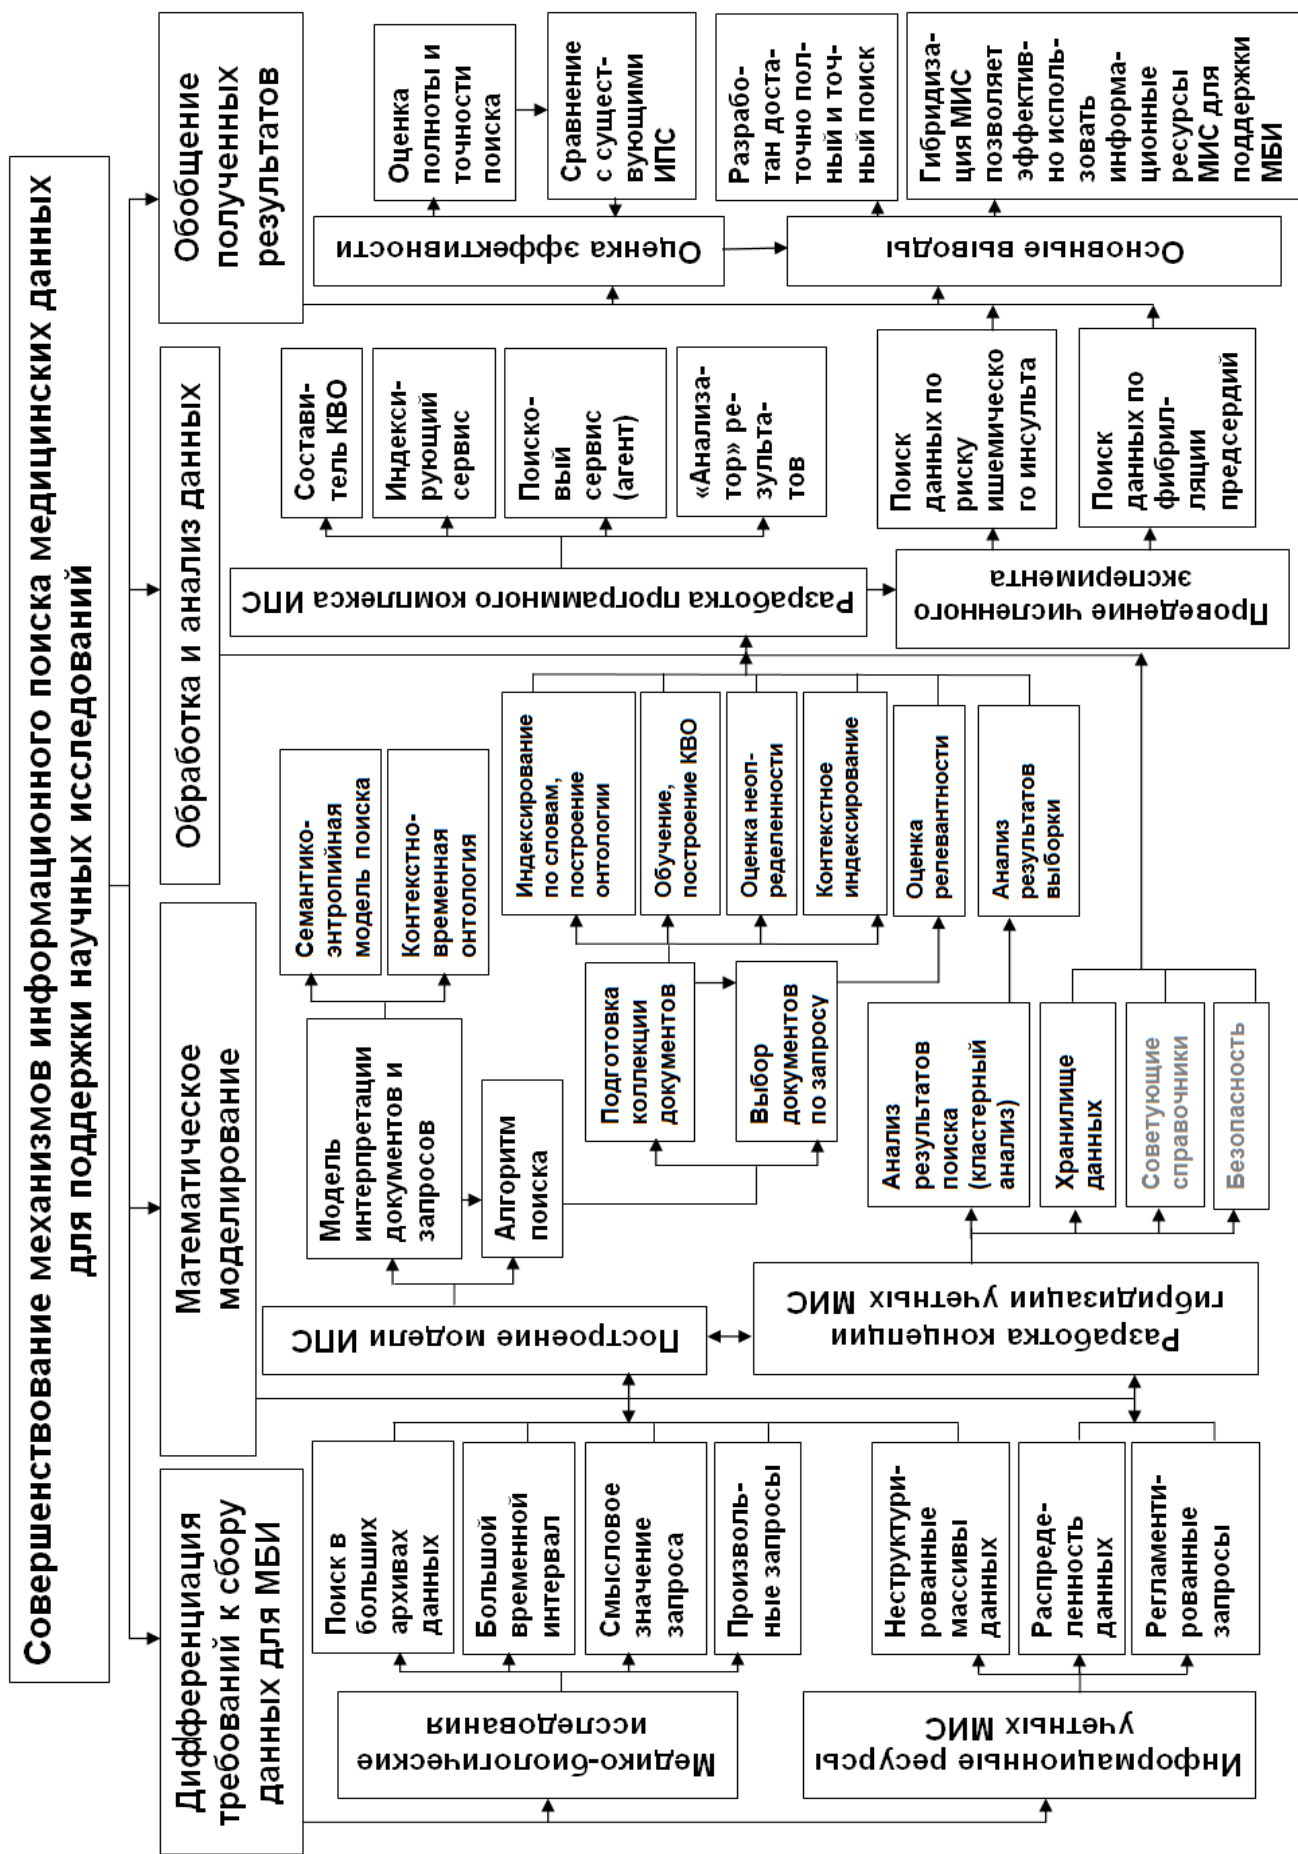 Совершенствование механизмов информационного поиска медицинских данных
для поддержки научных исследований
Дифференциация
требований к сбору
данных для МБИ
Математическое
моделирование
Обработка и анализ данных
Обобщение
полученных
результатов
Медико-биологические
исследования
Поиск в
больших
архивах
данных
Большой
временной
интервал
Смысловое
значение
запроса
Произволь-
ные запросы
Информационные ресурсы
учетных МИС
Неструктури-
рованные
массивы
данных
Распреде-
ленность
данных
Регламенти-
рованные
запросы
Построение модели ИПС
Модель
интерпретации
документов и
запросов
Алгоритм
поиска
Семантико-
энтропийная
модель поиска
Контекстно-
временная
онтология
Подготовка
коллекции
документов
Выбор
документов
по запросу
Индексирование
по словам,
построение
онтологии
Обучение,
построение КВО
Оценка неоп-
ределенности
Контекстное
индексирование
Оценка
релевантности
Анализ
результатов
выборки
Разработка концепции
гибридизации учетных МИС
Анализ
результатов
поиска
(кластерный
анализ)
Хранилище
данных
Советующие
справочники
Безопасность
Разработка программного комплекса ИПС
Состави-
тель КВО
Индекси-
рующий
сервис
Поиско-
вый
сервис
(агент)
«Анализа-
тор» ре-
зульта-
тов
Проведение численного
эксперимента
Поиск
данных по
риску
ишемическо
го инсульта
Поиск
данных по
фибрил-
ляции
предсердий
Оценка эффективности
Оценка
полноты и
точности
поиска
Сравнение
с сущест-
вующими
ИПС
Основные выводы
Разрабо-
тан доста-
точно пол-
ный и точ-
ный поиск
Гибридиза-
ция МИС
позволяет
эффектив-
но исполь-
зовать
информа-
ционные
ресурсы
МИС для
поддержки
МБИ